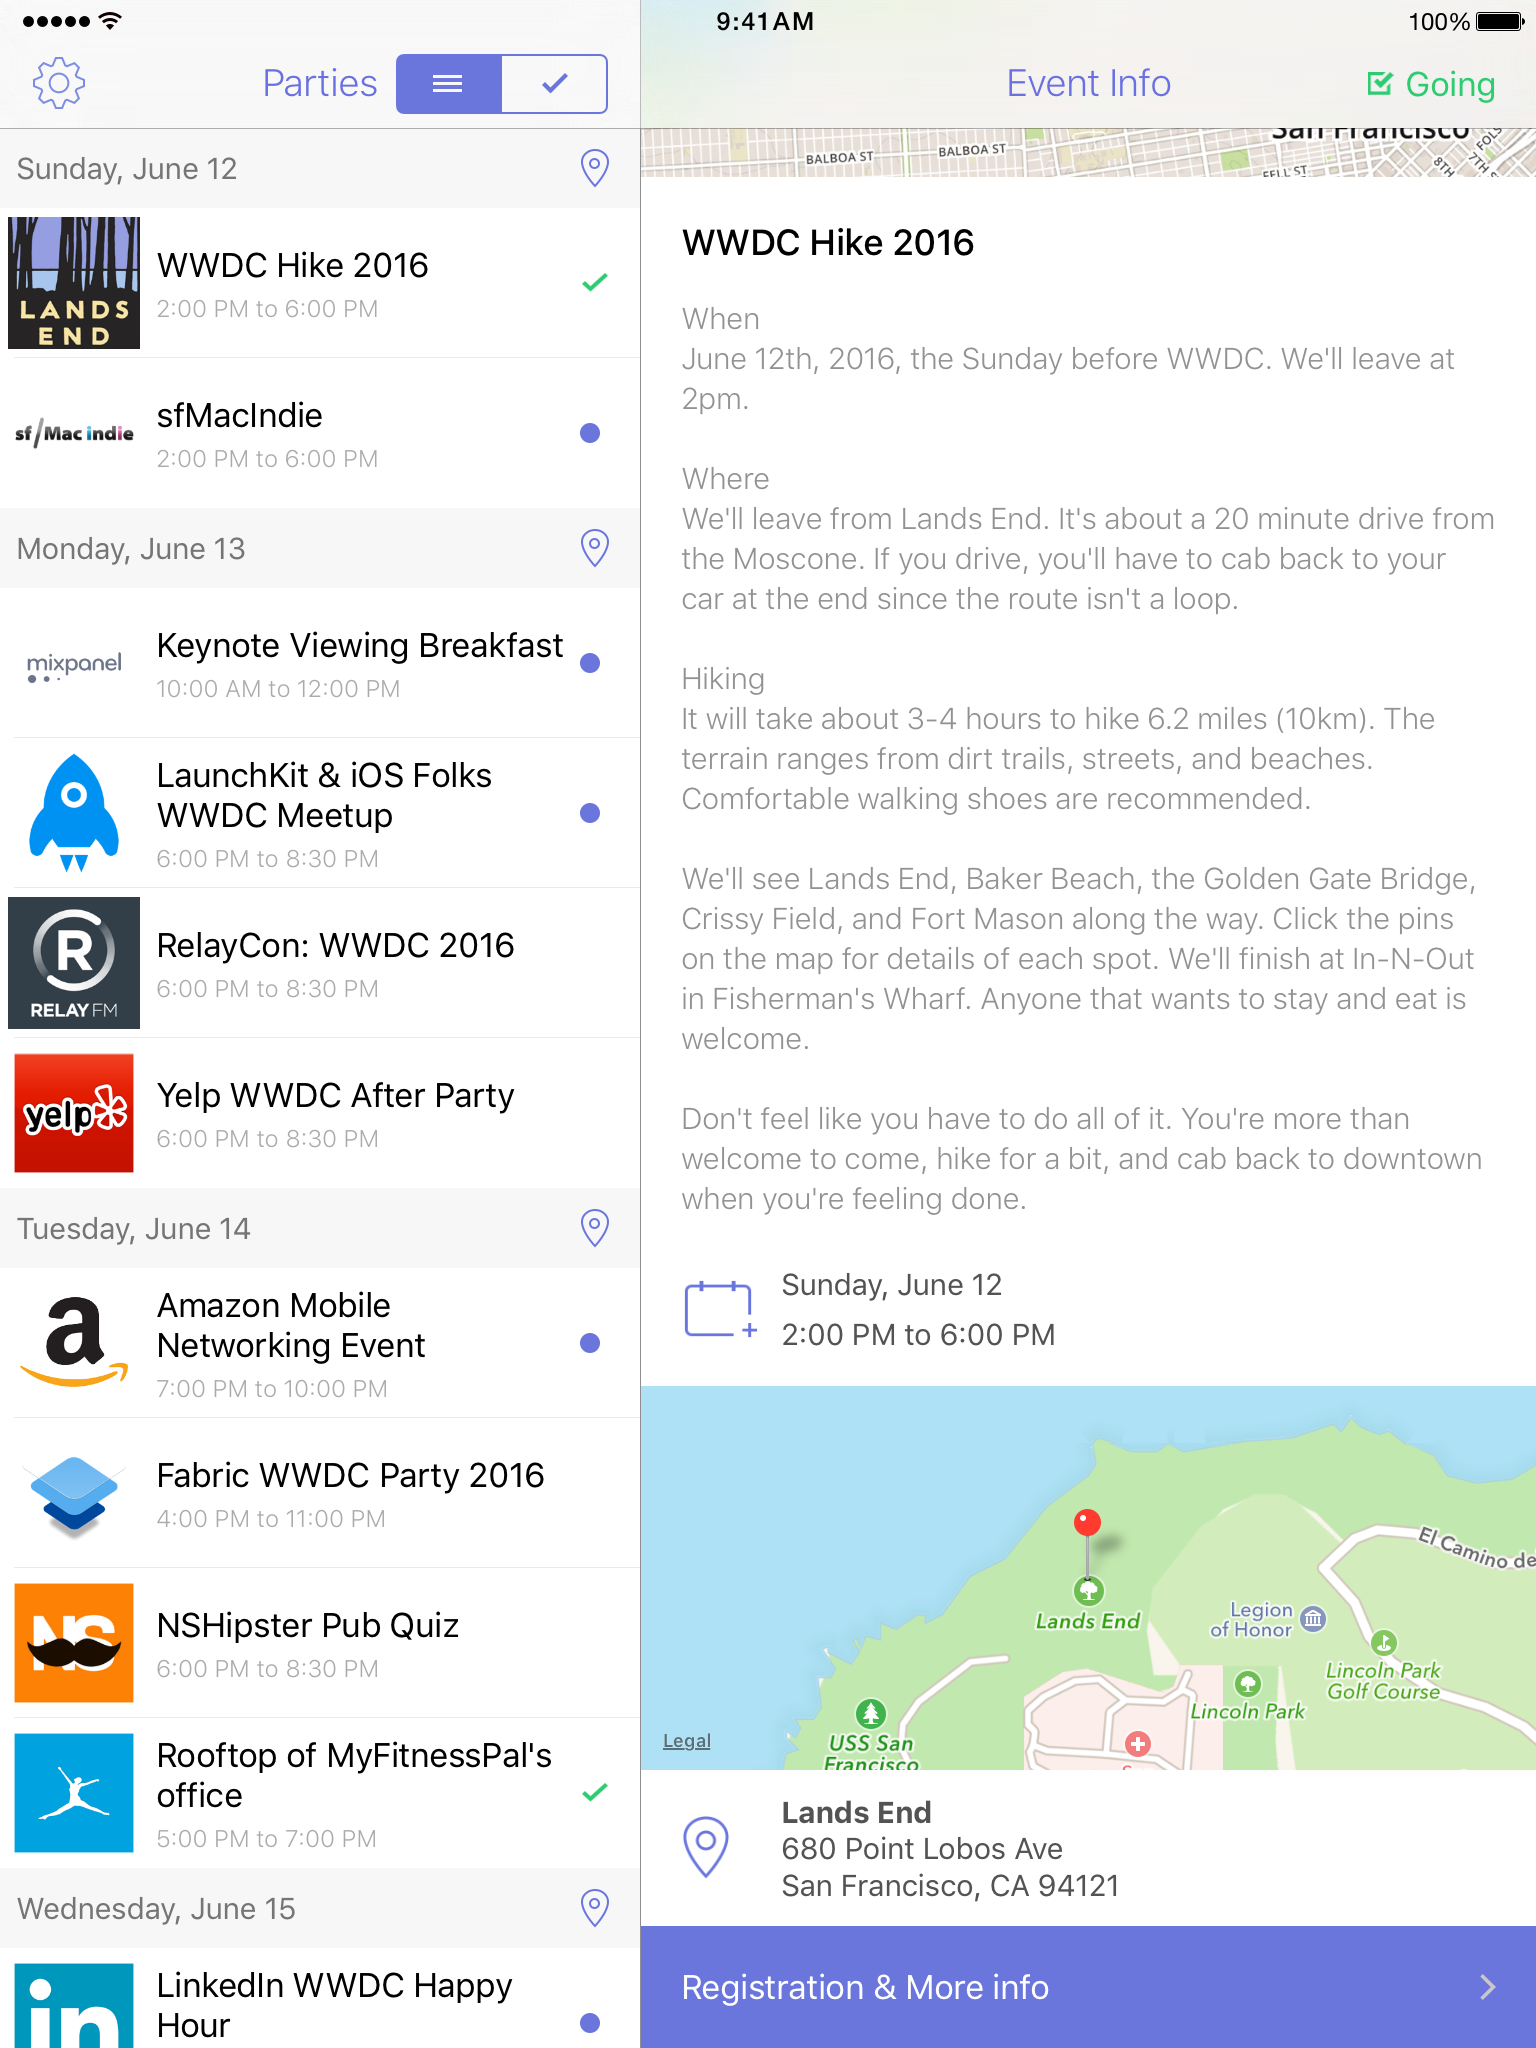 9:41 AM
100%
Parties
Event Info
Going
Sunday, June 12
LANDS
END
WWDC Hike 2016
2:00 PM to 6:00 PM
sf/Mac indie
sfMacIndie
2:00 PM to 6:00 PM
Monday, June 13
mixpanel
Keynote Viewing Breakfast
10:00 AM to 12:00 PM
LaunchKit & iOS Folks
WWDC Meetup
6:00 PM to 8:30 PM
R
RELAY FM
RelayCon: WWDC 2016
6:00 PM to 8:30 PM
yelp
Yelp WWDC After Party
6:00 PM to 8:30 PM
Tuesday, June 14
a
Amazon Mobile
Networking Event
7:00 PM to 10:00 PM
Fabric WWDC Party 2016
4:00 PM to 11:00 PM
NS
NSHipster Pub Quiz
6:00 PM to 8:30 PM
Rooftop of MyFitnessPal's
office
5:00 PM to 7:00 PM
Wednesday, June 15
in
LinkedIn WWDC Happy
Hour
San Francisco
BALBOA ST
BALBOA ST
FELL ST
8TH
7TH S
FOLS
WWDC Hike 2016
When
June 12th, 2016, the Sunday before WWDC. We'll leave at
2pm.
Where
We'll leave from Lands End. It's about a 20 minute drive from
the Moscone. If you drive, you'll have to cab back to your
car at the end since the route isn't a loop.
Hiking
It will take about 3-4 hours to hike 6.2 miles (10km). The
terrain ranges from dirt trails, streets, and beaches.
Comfortable walking shoes are recommended.
We'll see Lands End, Baker Beach, the Golden Gate Bridge,
Crissy Field, and Fort Mason along the way. Click the pins
on the map for details of each spot. We'll finish at In-N-Out
in Fisherman's Wharf. Anyone that wants to stay and eat is
welcome.
Don't feel like you have to do all of it. You're more than
welcome to come, hike for a bit, and cab back to downtown
when you're feeling done.
Sunday, June 12
2:00 PM to 6:00 PM
El Camino de
Lands End
Legion
of Honor
Lincoln Park
Golf Course
Lincoln Park
USS San
Francisco
Legal
Lands End
680 Point Lobos Ave
San Francisco, CA 94121
Registration & More info